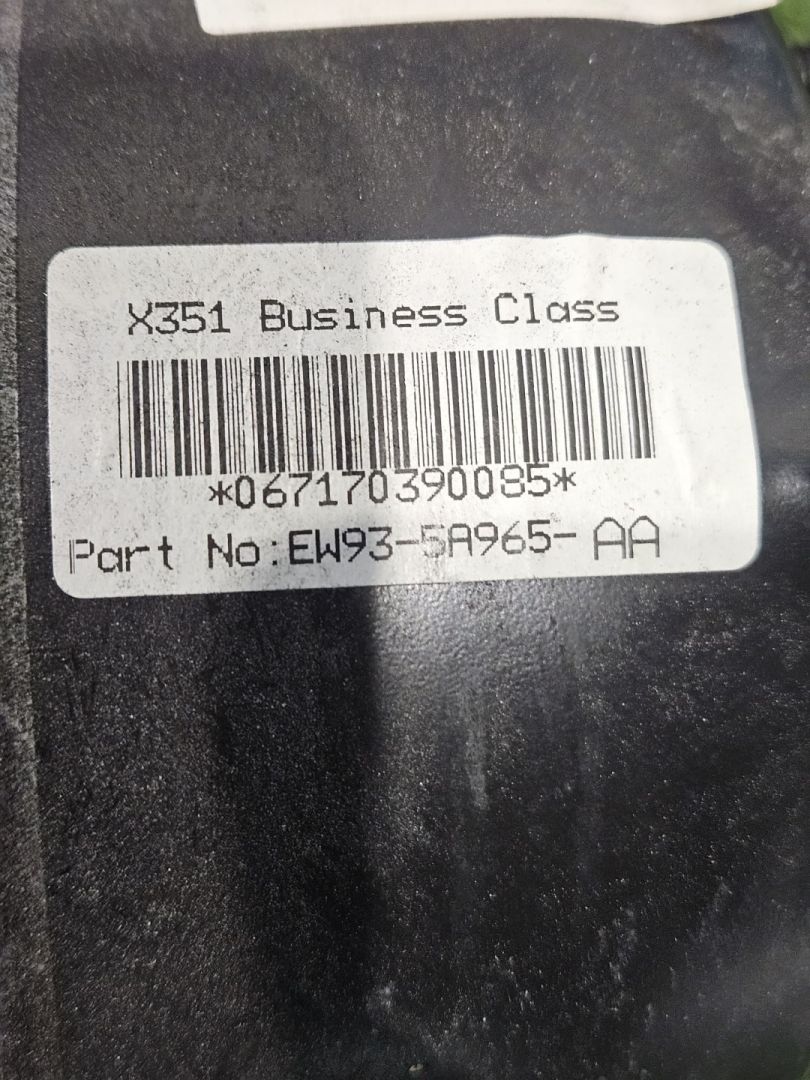 X351 Business Class
*067170390085*
Part No:EW93-5A965- AA